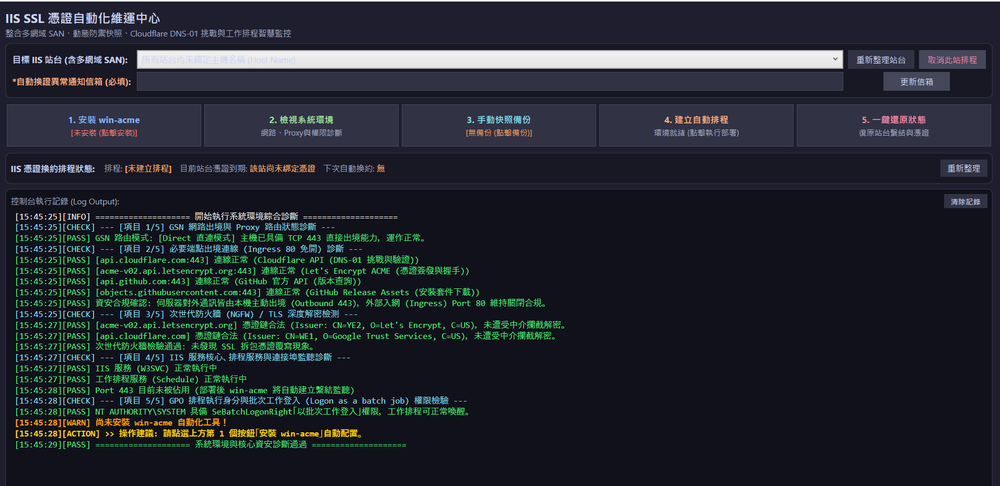 IIS SSL 憑證自動化維運中心
整合多網域 SAN、動態防禦快照、Cloudflare DNS-01 挑戰與工作排程智慧監控
目標 IIS 站台 (含多網域 SAN): 所有站台均未綁定主機名稱 (Host Name) 重新整理站台 取消此站排程
*自動換證異常通知信箱 (必填): 更新信箱
1. 安裝 win-acme 2. 檢視系統環境 3. 手動快照備份 4. 建立自動排程 5. 一鍵還原狀態
[未安裝 (點擊安裝)] 網路、Proxy與權限診斷 [無備份 (點擊備份)] 環境就緒 (點擊執行部署) 復原站台繫結與憑證
IIS 憑證換約排程狀態: 排程: [未建立排程] 目前站台憑證到期: 該站尚未綁定憑證 下次自動換約: 無 重新整理
控制台執行記錄 (Log Output): 清除記錄
[15:45:25][INFO] ==================== 開始執行系統環境綜合診斷 ====================
[15:45:25][CHECK] --- [項目 1/5] GSN 網路出境與 Proxy 路由狀態診斷 ---
[15:45:25][PASS] GSN 路由模式: [Direct 直連模式] 主機已具備 TCP 443 直接出境能力，運作正常。
[15:45:25][CHECK] --- [項目 2/5] 必要端點出境連線 (Ingress 80 免開) 診斷 ---
[15:45:25][PASS] [api.cloudflare.com:443] 連線正常 (Cloudflare API (DNS-01 挑戰與驗證))
[15:45:25][PASS] [acme-v02.api.letsencrypt.org:443] 連線正常 (Let's Encrypt ACME (憑證簽發與握手))
[15:45:25][PASS] [api.github.com:443] 連線正常 (GitHub 官方 API (版本查詢))
[15:45:25][PASS] [objects.githubusercontent.com:443] 連線正常 (GitHub Release Assets (安裝套件下載))
[15:45:25][PASS] 資安合規確認: 伺服器對外通訊皆由本機主動出境 (Outbound 443)，外部入網 (Ingress) Port 80 維持關閉合規。
[15:45:25][CHECK] --- [項目 3/5] 次世代防火牆 (NGFW) / TLS 深度解密檢測 ---
[15:45:27][PASS] [acme-v02.api.letsencrypt.org] 憑證鏈合法 (Issuer: CN=YE2, O=Let's Encrypt, C=US)，未遭受中介攔截解密。
[15:45:27][PASS] [api.cloudflare.com] 憑證鏈合法 (Issuer: CN=WE1, O=Google Trust Services, C=US)，未遭受中介攔截解密。
[15:45:27][PASS] 次世代防火牆檢驗通過: 未發現 SSL 拆包憑證覆寫現象。
[15:45:27][CHECK] --- [項目 4/5] IIS 服務核心、排程服務與連接埠監聽診斷 ---
[15:45:27][PASS] IIS 服務 (W3SVC) 正常執行中
[15:45:27][PASS] 工作排程服務 (Schedule) 正常執行中
[15:45:28][PASS] Port 443 目前未被佔用 (部署後 win-acme 將自動建立繫結監聽)
[15:45:28][CHECK] --- [項目 5/5] GPO 排程執行身分與批次工作登入 (Logon as a batch job) 權限檢驗 ---
[15:45:28][PASS] NT AUTHORITY\SYSTEM 具備 SeBatchLogonRight「以批次工作登入」權限，工作排程可正常喚醒。
[15:45:28][WARN] 尚未安裝 win-acme 自動化工具！
[15:45:28][ACTION] >> 操作建議: 請點選上方第 1 個按鈕「安裝 win-acme」自動配置。
[15:45:29][PASS] ==================== 系統環境與核心資安診斷通過 ====================